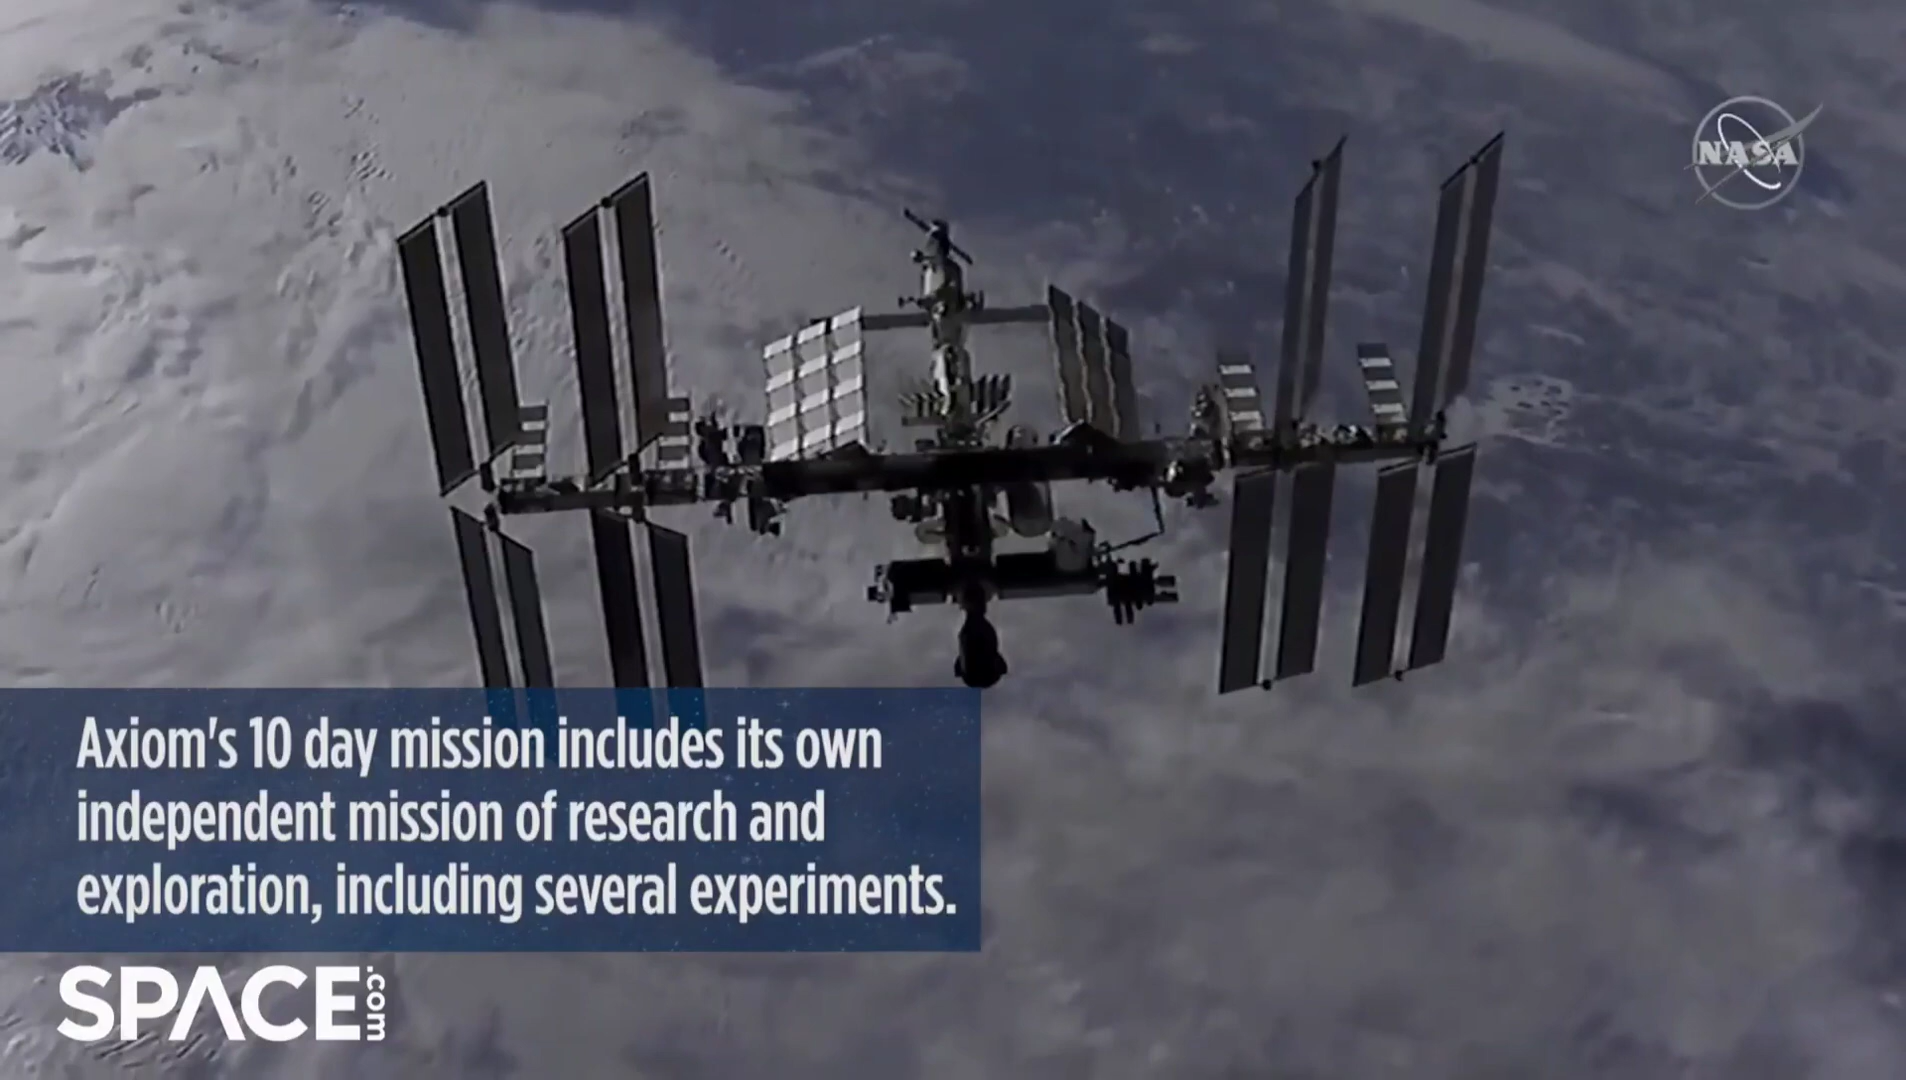 NASA
Axiom's 10 day mission includes its own
independent mission of research and
exploration, including several experiments.
SPACE.com